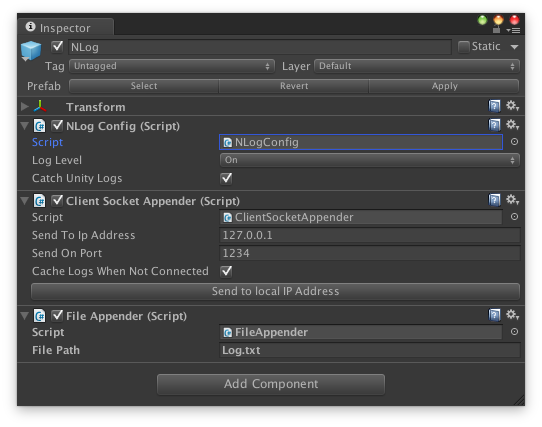 Inspector
NLog Static
Tag Untagged Layer Default
Prefab Select Revert Apply
Transform
NLog Config (Script)
Script NLogConfig
Log Level On
Catch Unity Logs
Client Socket Appender (Script)
Script ClientSocketAppender
Send To Ip Address 127.0.0.1
Send On Port 1234
Cache Logs When Not Connected
Send to local IP Address
File Appender (Script)
Script FileAppender
File Path Log.txt
Add Component